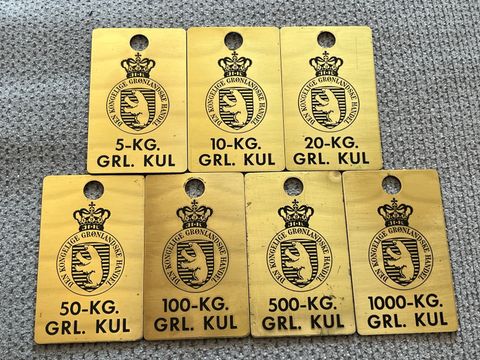 DEN KONGELIGE GRØNLANDSKE HANDEL
5-KG.
GRL. KUL
DEN KONGELIGE GRØNLANDSKE HANDEL
10-KG.
GRL. KUL
DEN KONGELIGE GRØNLANDSKE HANDEL
20-KG.
GRL. KUL
DEN KONGELIGE GRØNLANDSKE HANDEL
50-KG.
GRL. KUL
DEN KONGELIGE GRØNLANDSKE HANDEL
100-KG.
GRL. KUL
DEN KONGELIGE GRØNLANDSKE HANDEL
500-KG.
GRL. KUL
DEN KONGELIGE GRØNLANDSKE HANDEL
1000-KG.
GRL. KUL